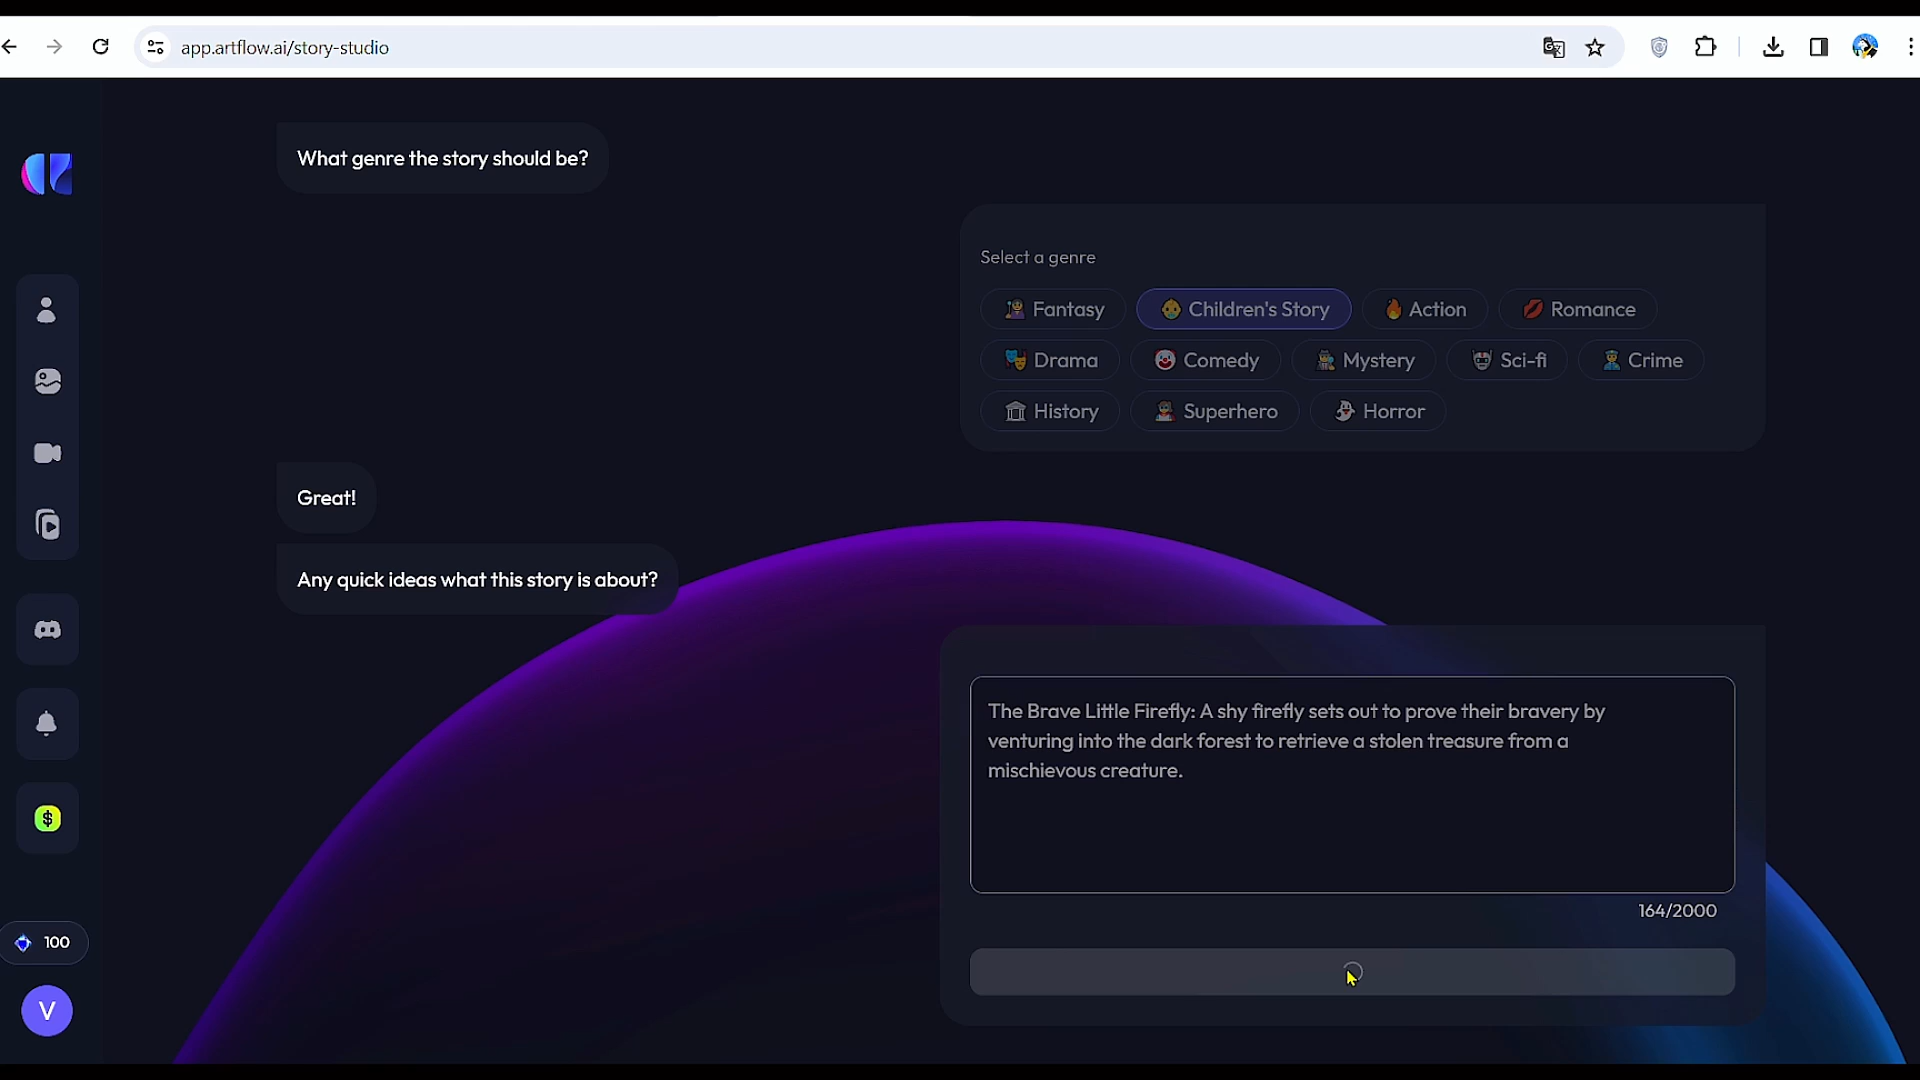 app.artflow.ai/story-studio
What genre the story should be?
Select a genre
Fantasy Children's Story Action Romance
Drama Comedy Mystery Sci-fi Crime
History Superhero Horror
Great!
Any quick ideas what this story is about?
The Brave Little Firefly: A shy firefly sets out to prove their bravery by
venturing into the dark forest to retrieve a stolen treasure from a
mischievous creature.
164/2000
$
100
V